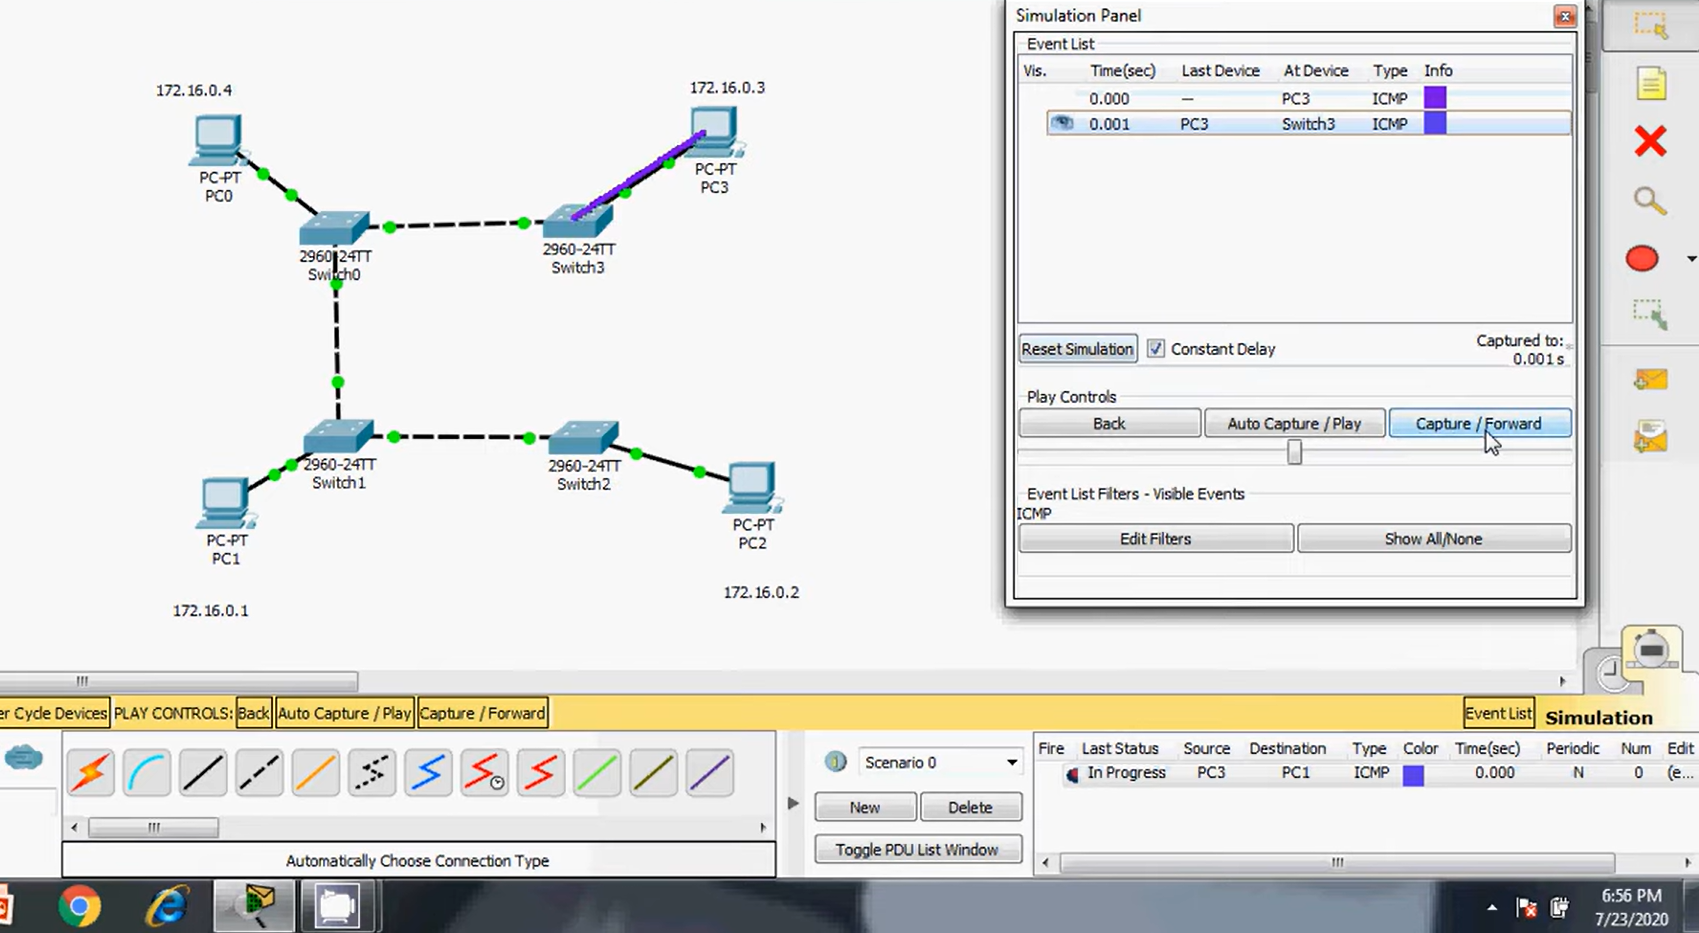 Simulation Panel
Event List
Vis. Time(sec) Last Device At Device Type Info
0.000 -- PC3 ICMP
0.001 PC3 Switch3 ICMP
Reset Simulation Constant Delay
Captured to:
0.001 s
Play Controls
Back Auto Capture / Play Capture / Forward
Event List Filters - Visible Events
ICMP
Edit Filters Show All/None
172.16.0.4
172.16.0.3
PC-PT
PC0
PC-PT
PC3
2960-24TT
Switch0
2960-24TT
Switch3
2960-24TT
Switch1
2960-24TT
Switch2
PC-PT
PC1
PC-PT
PC2
172.16.0.1
172.16.0.2
er Cycle Devices PLAY CONTROLS: Back Auto Capture / Play Capture / Forward
Event List Simulation
Automatically Choose Connection Type
Scenario 0
New Delete
Toggle PDU List Window
Fire Last Status Source Destination Type Color Time(sec) Periodic Num Edit
In Progress PC3 PC1 ICMP 0.000 N 0 (e...
6:56 PM
7/23/2020